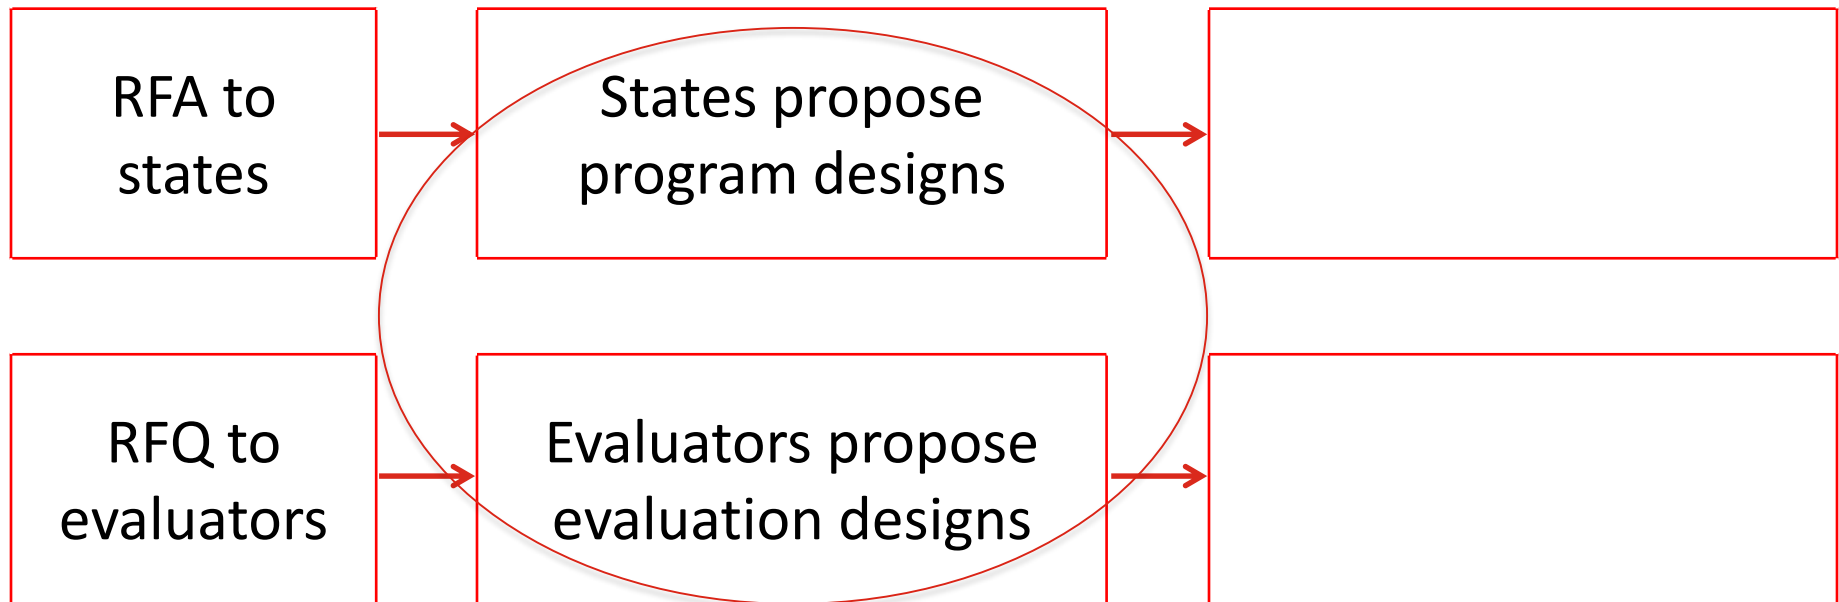 RFA to
states
States propose
program designs
RFQ to
evaluators
Evaluators propose
evaluation designs